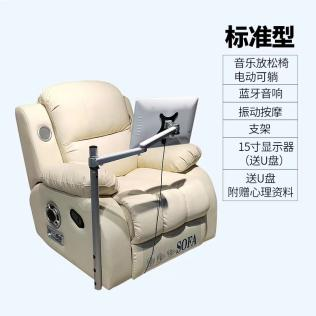 标准型
音乐放松椅
电动可躺
蓝牙音响
振动按摩
支架
15寸显示器
（送U盘）
送U盘
附赠心理资料
SOFA